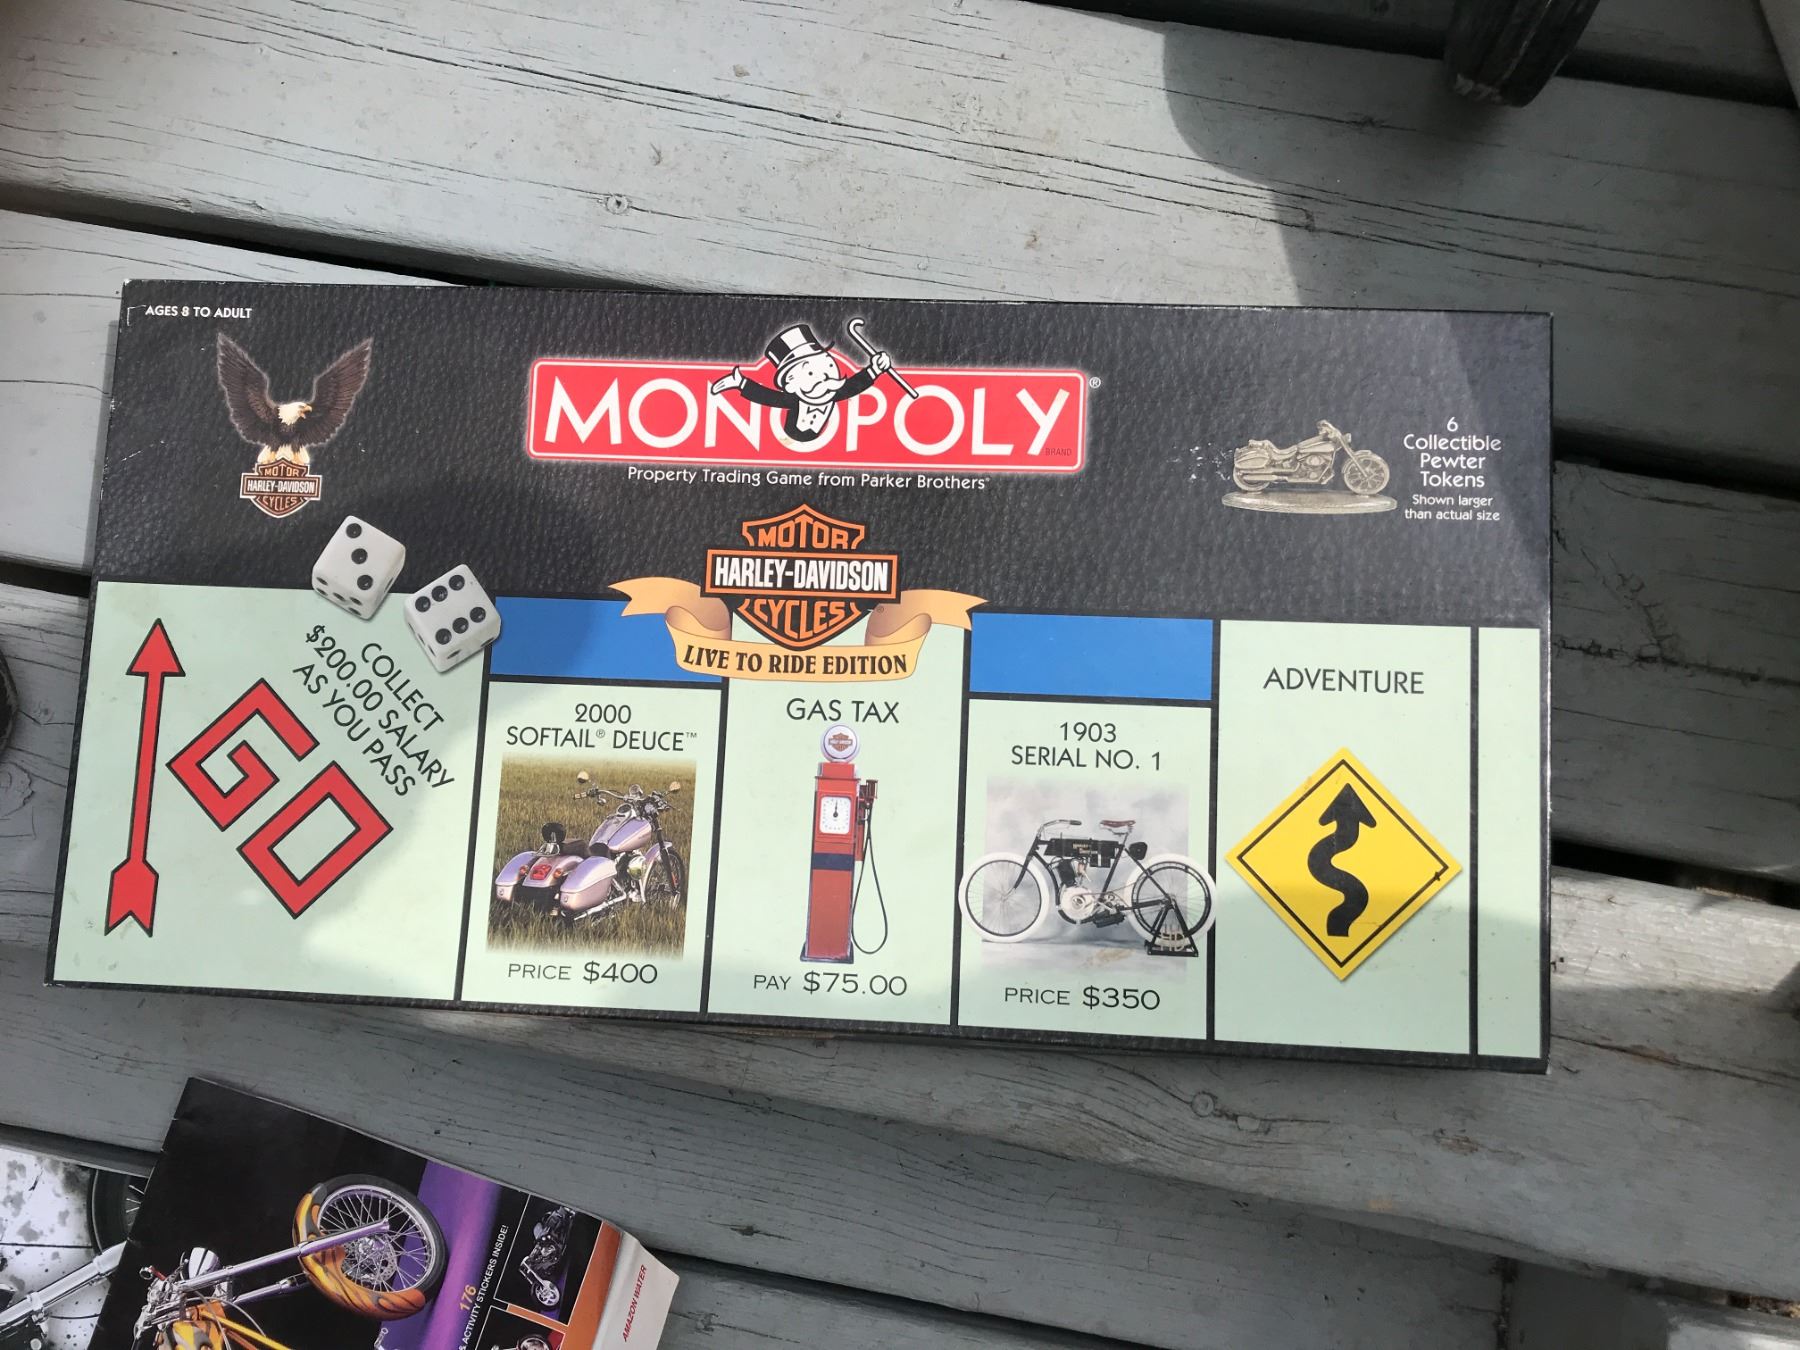 AGES 8 TO ADULT
MONOPOLY®
BRAND
Property Trading Game from Parker Brothers®
MOTOR
HARLEY-DAVIDSON
CYCLES
6
Collectible
Pewter
Tokens
Shown larger
than actual size
MOTOR
HARLEY-DAVIDSON
CYCLES
LIVE TO RIDE EDITION
COLLECT
$200.00 SALARY
AS YOU PASS
GO
2000
SOFTAIL® DEUCE™
PRICE $400
GAS TAX
PAY $75.00
1903
SERIAL NO. 1
PRICE $350
ADVENTURE
176
ACTIVITY STICKERS INSIDE!
AMAZON WATER